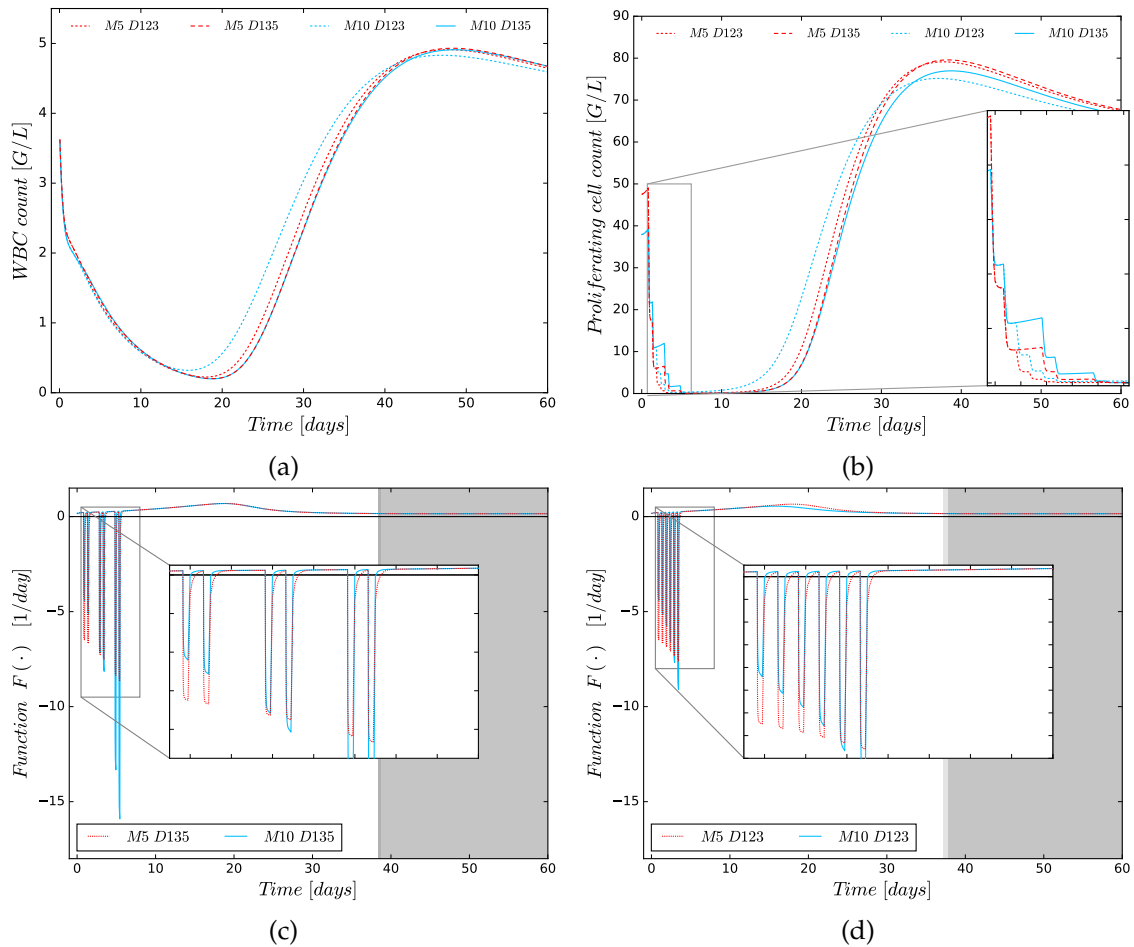 M5 D123 M5 D135 M10 D123 M10 D135
WBC count [G/L]
5
4
3
2
1
0
0 10 20 30 40 50 60
Time [days]
(a)
M5 D123 M5 D135 M10 D123 M10 D135
Proliferating cell count [G/L]
90
80
70
60
50
40
30
20
10
0
0 10 20 30 40 50 60
Time [days]
(b)
Function F(·) [1/day]
0
−5
−10
−15
M5 D135 M10 D135
0 10 20 30 40 50 60
Time [days]
(c)
Function F(·) [1/day]
0
−5
−10
−15
M5 D123 M10 D123
0 10 20 30 40 50 60
Time [days]
(d)